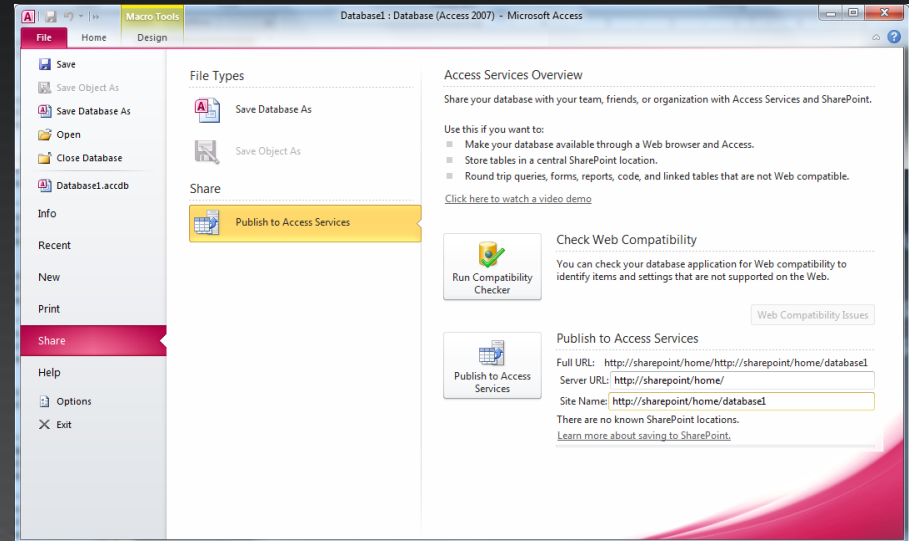 Macro Tools
Database1 : Database (Access 2007) - Microsoft Access
File Home Design
Save
Save Object As
Save Database As
Open
Close Database
Database1.accdb
Info
Recent
New
Print
Share
Help
Options
Exit
File Types
Save Database As
Save Object As
Share
Publish to Access Services
Access Services Overview
Share your database with your team, friends, or organization with Access Services and SharePoint.
Use this if you want to:
Make your database available through a Web browser and Access.
Store tables in a central SharePoint location.
Round trip queries, forms, reports, code, and linked tables that are not Web compatible.
Click here to watch a video demo
Run Compatibility
Checker
Check Web Compatibility
You can check your database application for Web compatibility to
identify items and settings that are not supported on the Web.
Web Compatibility Issues
Publish to Access
Services
Publish to Access Services
Full URL: http://sharepoint/home/http://sharepoint/home/database1
Server URL: http://sharepoint/home/
Site Name: http://sharepoint/home/database1
There are no known SharePoint locations.
Learn more about saving to SharePoint.